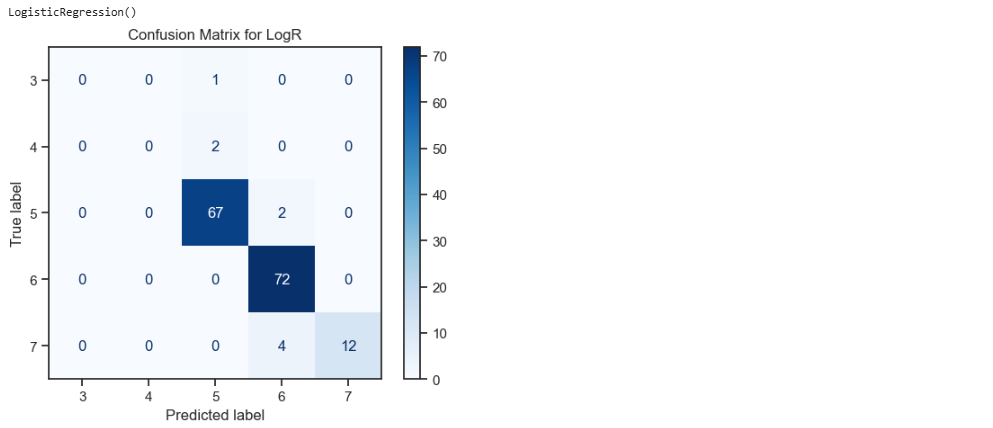 LogisticRegression()
Confusion Matrix for LogR
70
3 0 0 1 0 0
60
4 0 0 2 0 0
50
40
True label
5 0 0 67 2 0
30
6 0 0 0 72 0
20
10
7 0 0 0 4 12
0
3 4 5 6 7
Predicted label